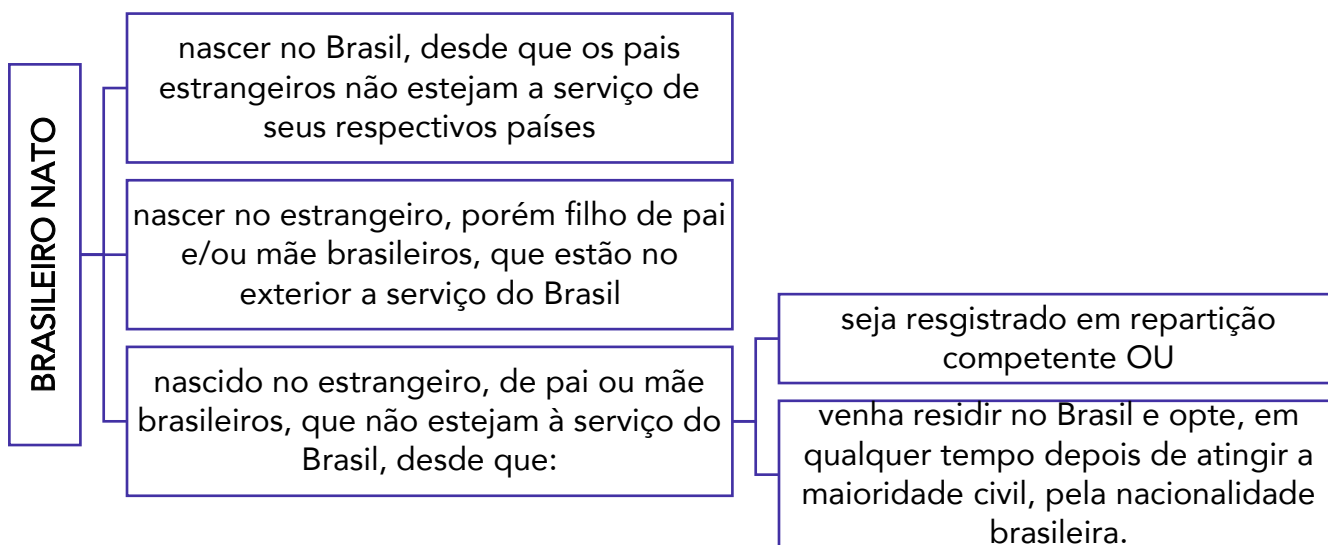 BRASILEIRO NATO
nascer no Brasil, desde que os pais
estrangeiros não estejam a serviço de
seus respectivos países
nascer no estrangeiro, porém filho de pai
e/ou mãe brasileiros, que estão no
exterior a serviço do Brasil
nascido no estrangeiro, de pai ou mãe
brasileiros, que não estejam à serviço do
Brasil, desde que:
seja resgistrado em repartição
competente OU
venha residir no Brasil e opte, em
qualquer tempo depois de atingir a
maioridade civil, pela nacionalidade
brasileira.